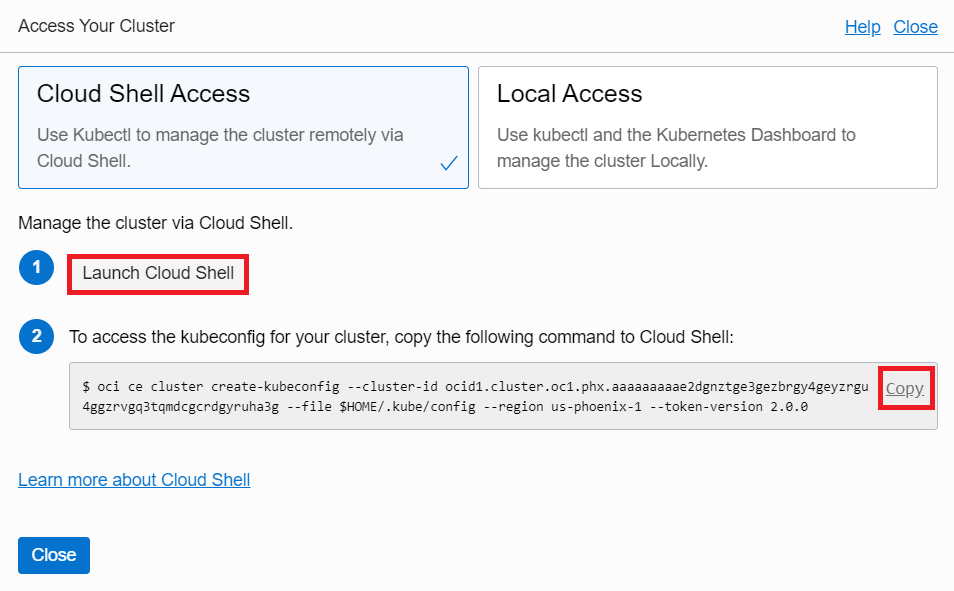 Access Your Cluster
Help Close
Cloud Shell Access
Use Kubectl to manage the cluster remotely via
Cloud Shell.
Local Access
Use kubectl and the Kubernetes Dashboard to
manage the cluster Locally.
Manage the cluster via Cloud Shell.
1 Launch Cloud Shell
2 To access the kubeconfig for your cluster, copy the following command to Cloud Shell:
$ oci ce cluster create-kubeconfig --cluster-id ocid1.cluster.oc1.phx.aaaaaaaaae2dgnztge3gezbrgy4geyzrgu
4ggzrvgq3tqmdcgcrdgyruha3g --file $HOME/.kube/config --region us-phoenix-1 --token-version 2.0.0
Copy
Learn more about Cloud Shell
Close